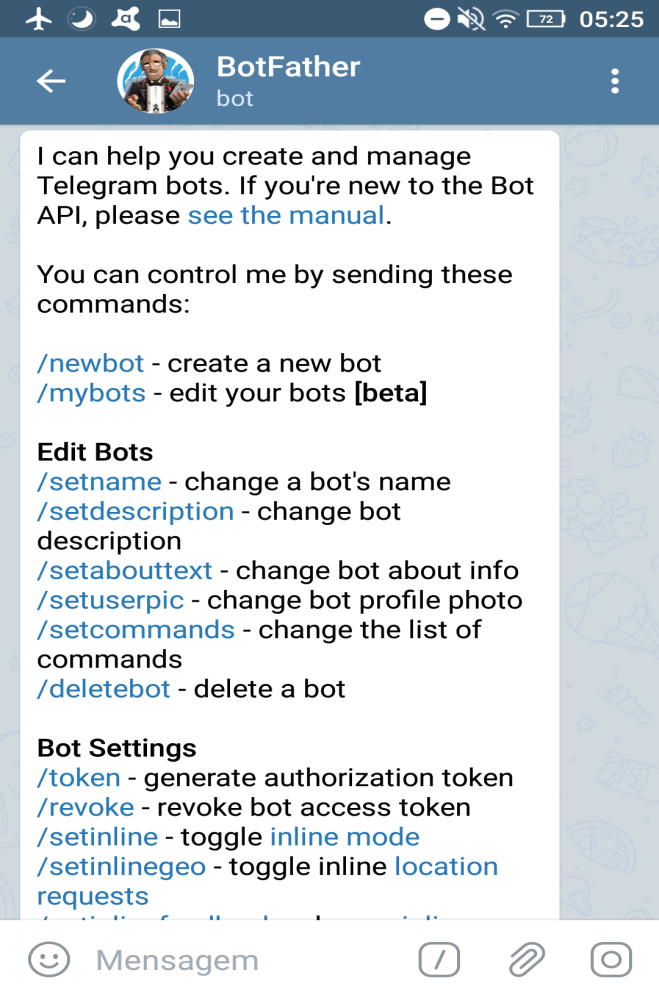 72 05:25
BotFather
bot
I can help you create and manage
Telegram bots. If you're new to the Bot
API, please see the manual.
You can control me by sending these
commands:
/newbot - create a new bot
/mybots - edit your bots [beta]
Edit Bots
/setname - change a bot's name
/setdescription - change bot
description
/setabouttext - change bot about info
/setuserpic - change bot profile photo
/setcommands - change the list of
commands
/deletebot - delete a bot
Bot Settings
/token - generate authorization token
/revoke - revoke bot access token
/setinline - toggle inline mode
/setinlinegeo - toggle inline location
requests
Mensagem